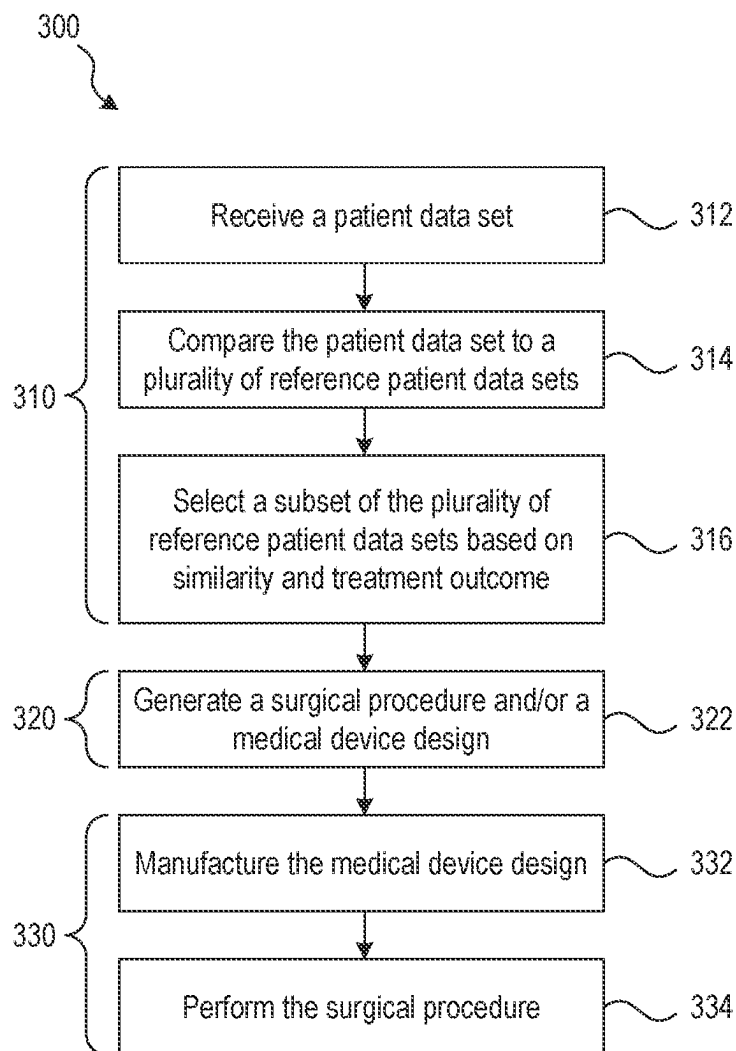 300
Receive a patient data set
312
Compare the patient data set to a
plurality of reference patient data sets
314
310
Select a subset of the plurality of
reference patient data sets based on
similarity and treatment outcome
316
320
Generate a surgical procedure and/or a
medical device design
322
Manufacture the medical device design
332
330
Perform the surgical procedure
334